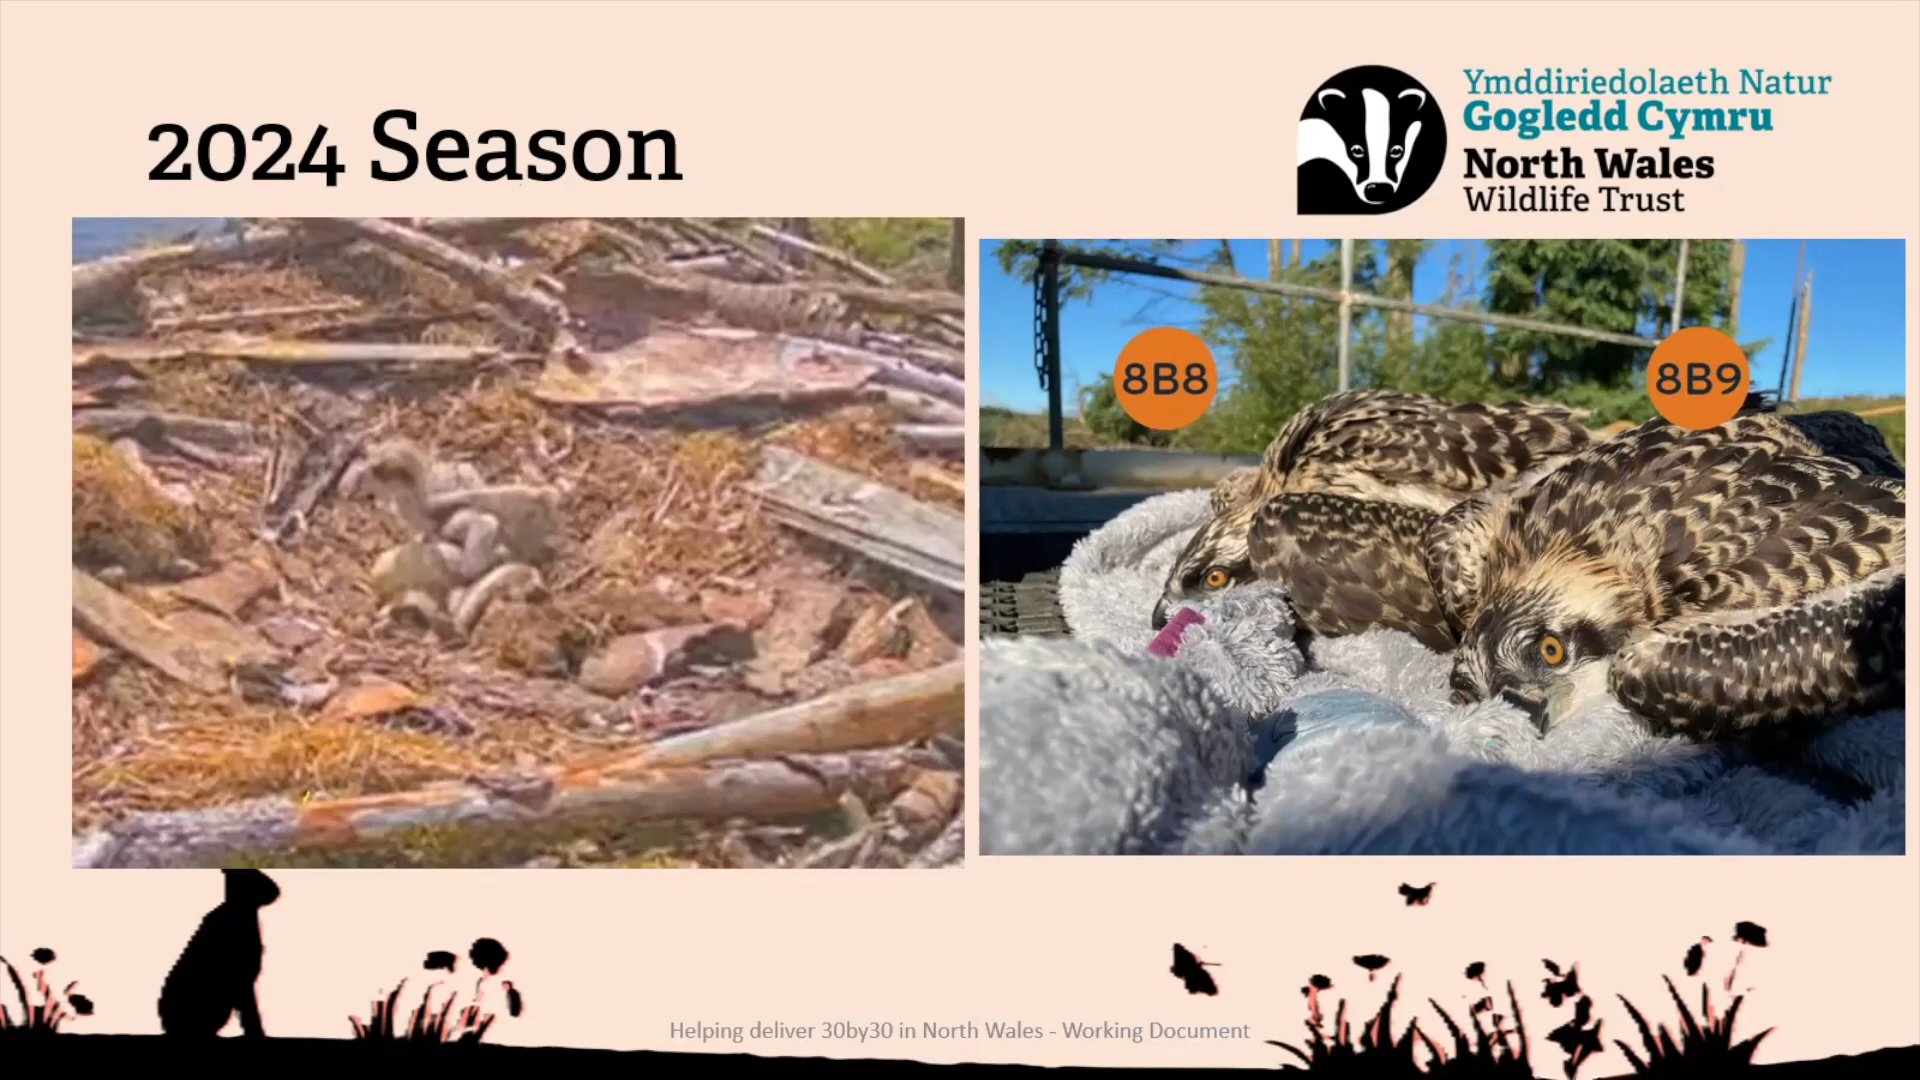 2024 Season
Ymddiriedolaeth Natur
Gogledd Cymru
North Wales
Wildlife Trust
8B8
8B9
Helping deliver 30by30 in North Wales - Working Document